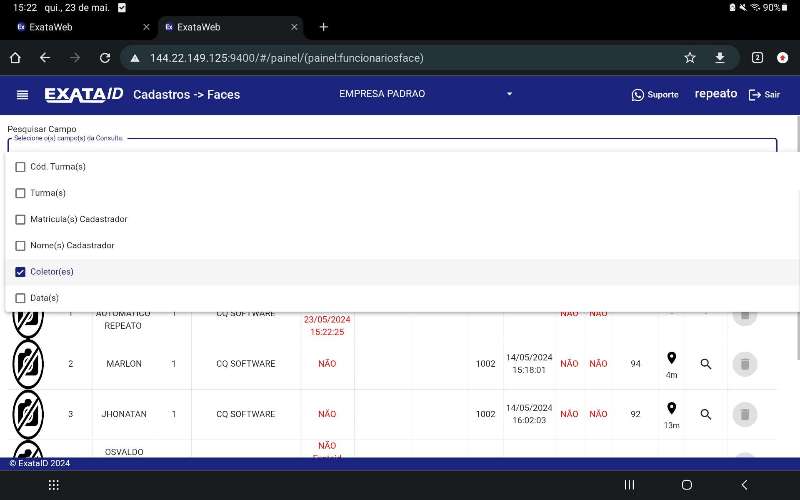 15:22 qui., 23 de mai.
90%
Ex ExataWeb
Ex ExataWeb
144.22.149.125:9400/#/painel/(painel:funcionariosface)
2
EXATAID Cadastros -> Faces
EMPRESA PADRAO
Suporte
repeato
Sair
Pesquisar Campo
Selecione o(s) campo(s) da Consulta
Cód. Turma(s)
Turma(s)
Matricula(s) Cadastrador
Nome(s) Cadastrador
Coletor(es)
Data(s)
1 AUTOMATICO REPEATO 1 CQ SOFTWARE 23/05/2024 15:22:25 NÃO NÃO
2 MARLON 1 CQ SOFTWARE NÃO 1002 14/05/2024 15:18:01 NÃO NÃO 94 4m
3 JHONATAN 1 CQ SOFTWARE NÃO 1002 14/05/2024 16:02:03 NÃO NÃO 92 13m
OSVALDO NÃO
© ExataID 2024